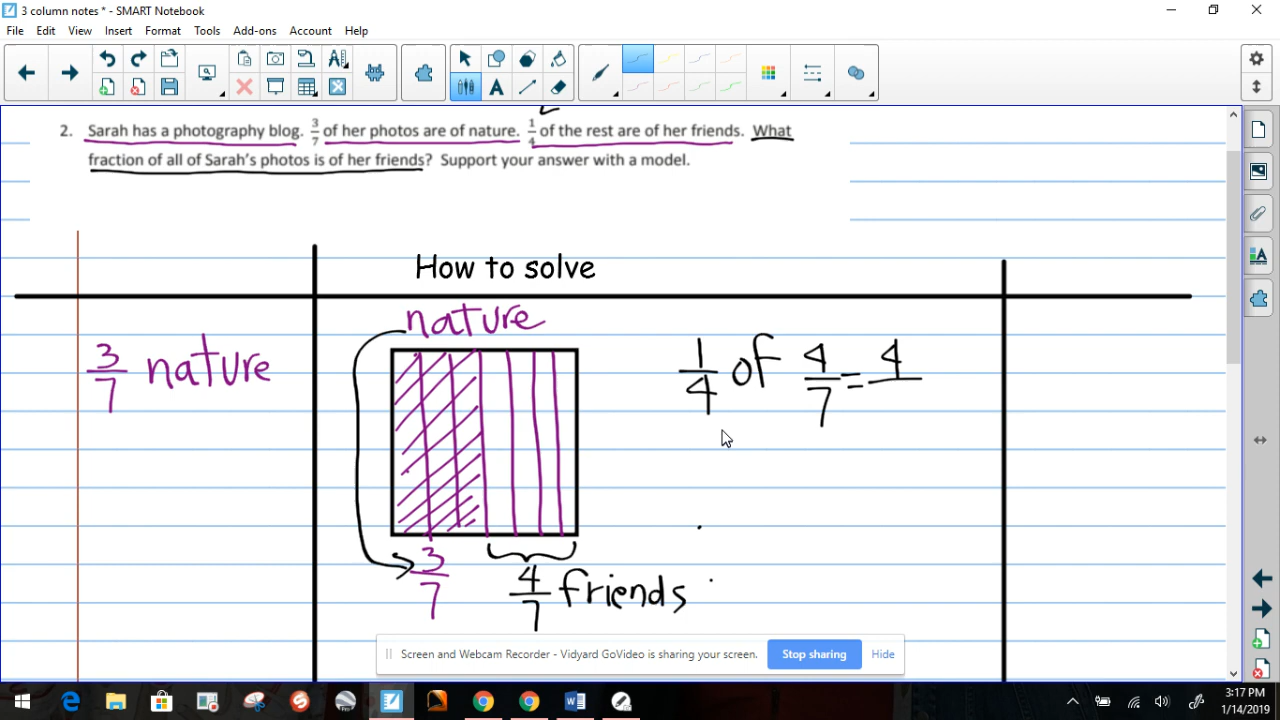 3 column notes * - SMART Notebook
File Edit View Insert Format Tools Add-ons Account Help
2. Sarah has a photography blog. 3/7 of her photos are of nature. 1/4 of the rest are of her friends. What
fraction of all of Sarah's photos is of her friends? Support your answer with a model.
How to solve
nature
3/7 nature
1/4 of 4/7 = 4
3/7
4/7 friends
Screen and Webcam Recorder - Vidyard GoVideo is sharing your screen. Stop sharing Hide
3:17 PM
1/14/2019